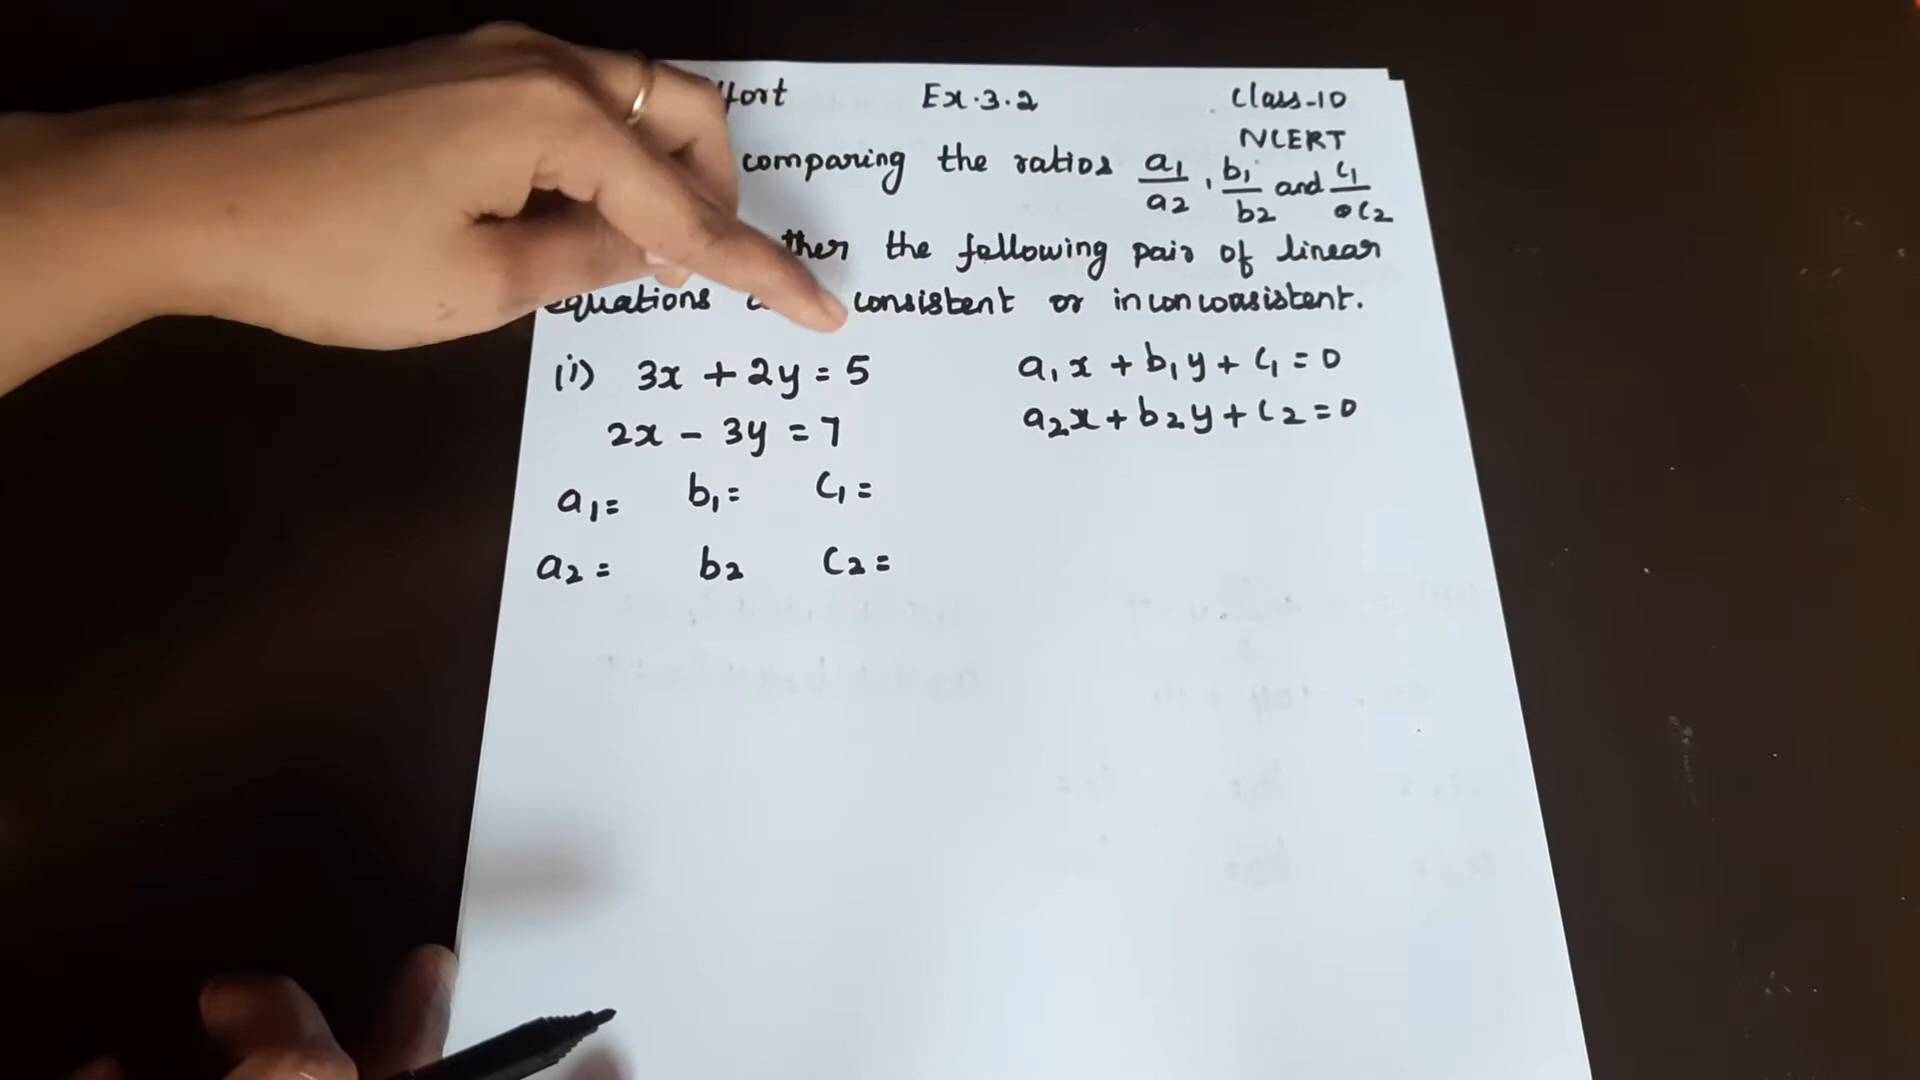 Ex.3.2 Class-10
NCERT
comparing the ratios a1/a2, b1/b2 and c1/c2
the following pair of linear
equations consistent or inconconsistent.
(i) 3x + 2y = 5 a1x + b1y + c1 = 0
2x - 3y = 7 a2x + b2y + c2 = 0
a1 = b1 = c1 =
a2 = b2 c2 =